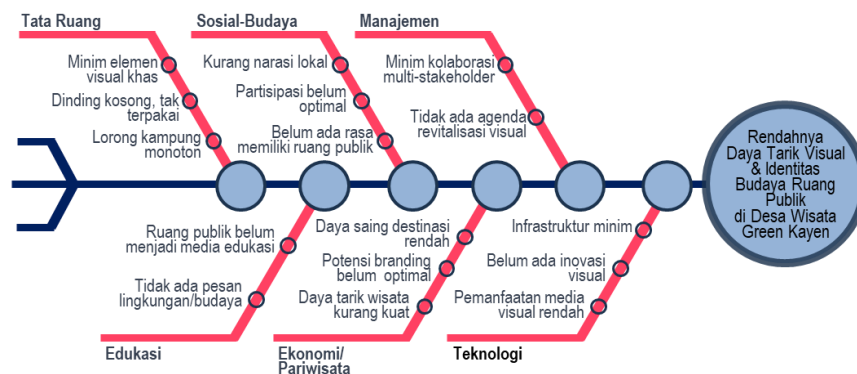 Tata Ruang
Minim elemen
visual khas
Dinding kosong, tak
terpakai
Lorong kampung
monoton
Sosial-Budaya
Kurang narasi lokal
Partisipasi belum
optimal
Belum ada rasa
memiliki ruang publik
Manajemen
Minim kolaborasi
multi-stakeholder
Tidak ada agenda
revitalisasi visual
Rendahnya
Daya Tarik Visual
& Identitas
Budaya Ruang
Publik
di Desa Wisata
Green Kayen
Ruang publik belum
menjadi media edukasi
Tidak ada pesan
lingkungan/budaya
Edukasi
Daya saing destinasi
rendah
Potensi branding
belum optimal
Daya tarik wisata
kurang kuat
Ekonomi/
Pariwisata
Infrastruktur minim
Belum ada inovasi
visual
Pemanfaatan media
visual rendah
Teknologi